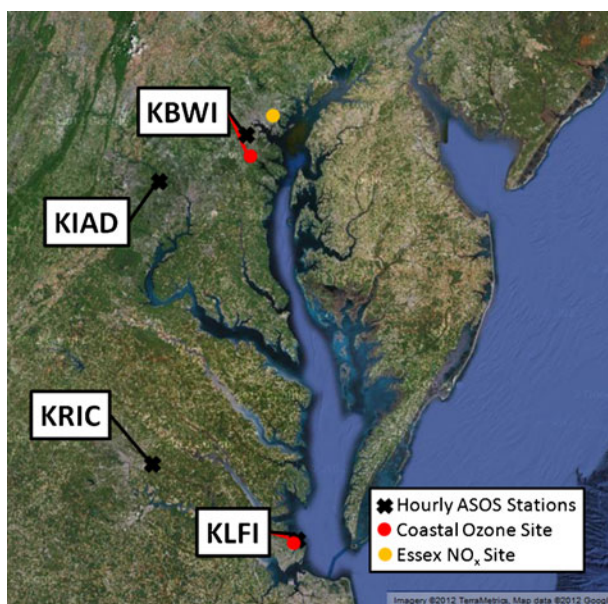 KBWI
KIAD
KRIC
KLFI
Hourly ASOS Stations
Coastal Ozone Site
Essex NOx Site
Imagery ©2012 TerraMetrics, Map data ©2012 Google